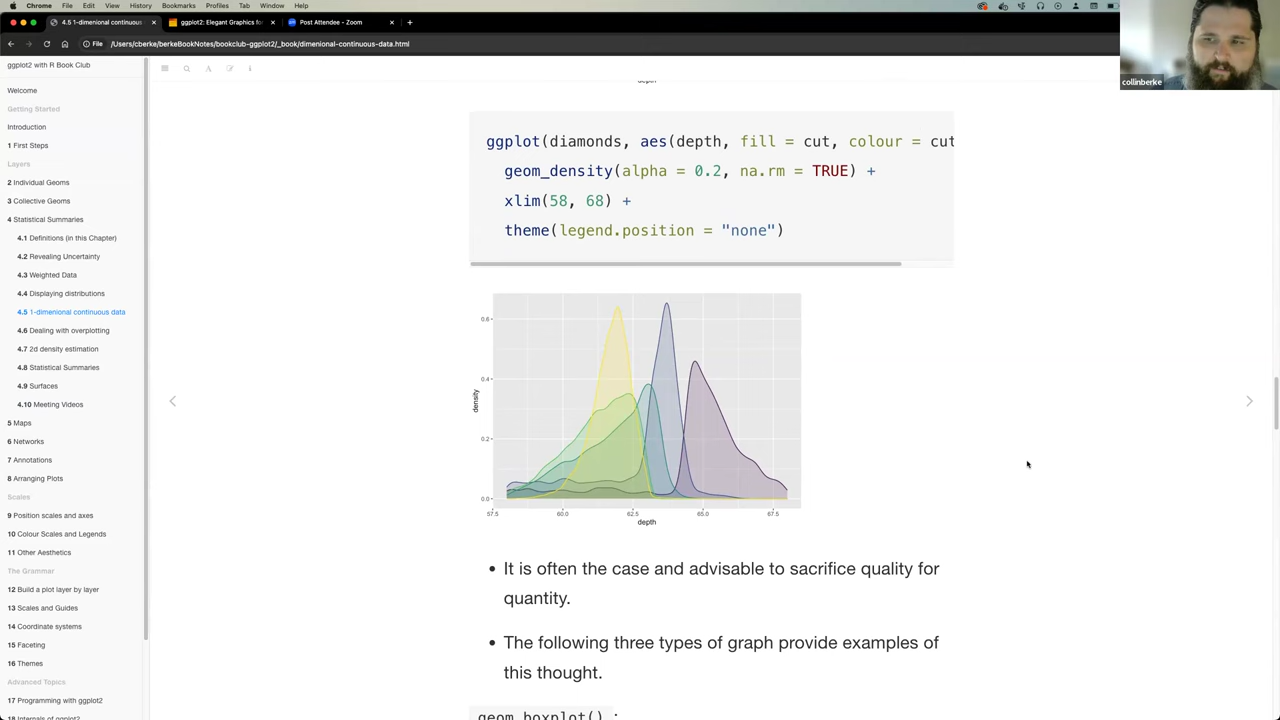 Chrome File Edit View History Bookmarks Profiles Tab Window Help
4.5 1-dimensional continuous × ggplot2: Elegant Graphics for × Post Attendee - Zoom × +
File /Users/cberke/berkeBookNotes/bookclub-ggplot2/_book/dimenional-continuous-data.html
collinberke
ggplot2 with R Book Club
Welcome
Getting Started
Introduction
1 First Steps
Layers
2 Individual Geoms
3 Collective Geoms
4 Statistical Summaries
4.1 Definitions (in this Chapter)
4.2 Revealing Uncertainty
4.3 Weighted Data
4.4 Displaying distributions
4.5 1-dimenional continuous data
4.6 Dealing with overplotting
4.7 2d density estimation
4.8 Statistical Summaries
4.9 Surfaces
4.10 Meeting Videos
5 Maps
6 Networks
7 Annotations
8 Arranging Plots
Scales
9 Position scales and axes
10 Colour Scales and Legends
11 Other Aesthetics
The Grammar
12 Build a plot layer by layer
13 Scales and Guides
14 Coordinate systems
15 Faceting
16 Themes
Advanced Topics
17 Programming with ggplot2
18 Internals of ggplot2
depth
ggplot(diamonds, aes(depth, fill = cut, colour = cut
geom_density(alpha = 0.2, na.rm = TRUE) +
xlim(58, 68) +
theme(legend.position = "none")
0.6
0.4
0.2
0.0
density
57.5 60.0 62.5 65.0 67.5
depth
• It is often the case and advisable to sacrifice quality for
quantity.
• The following three types of graph provide examples of
this thought.
geom_boxplot() :